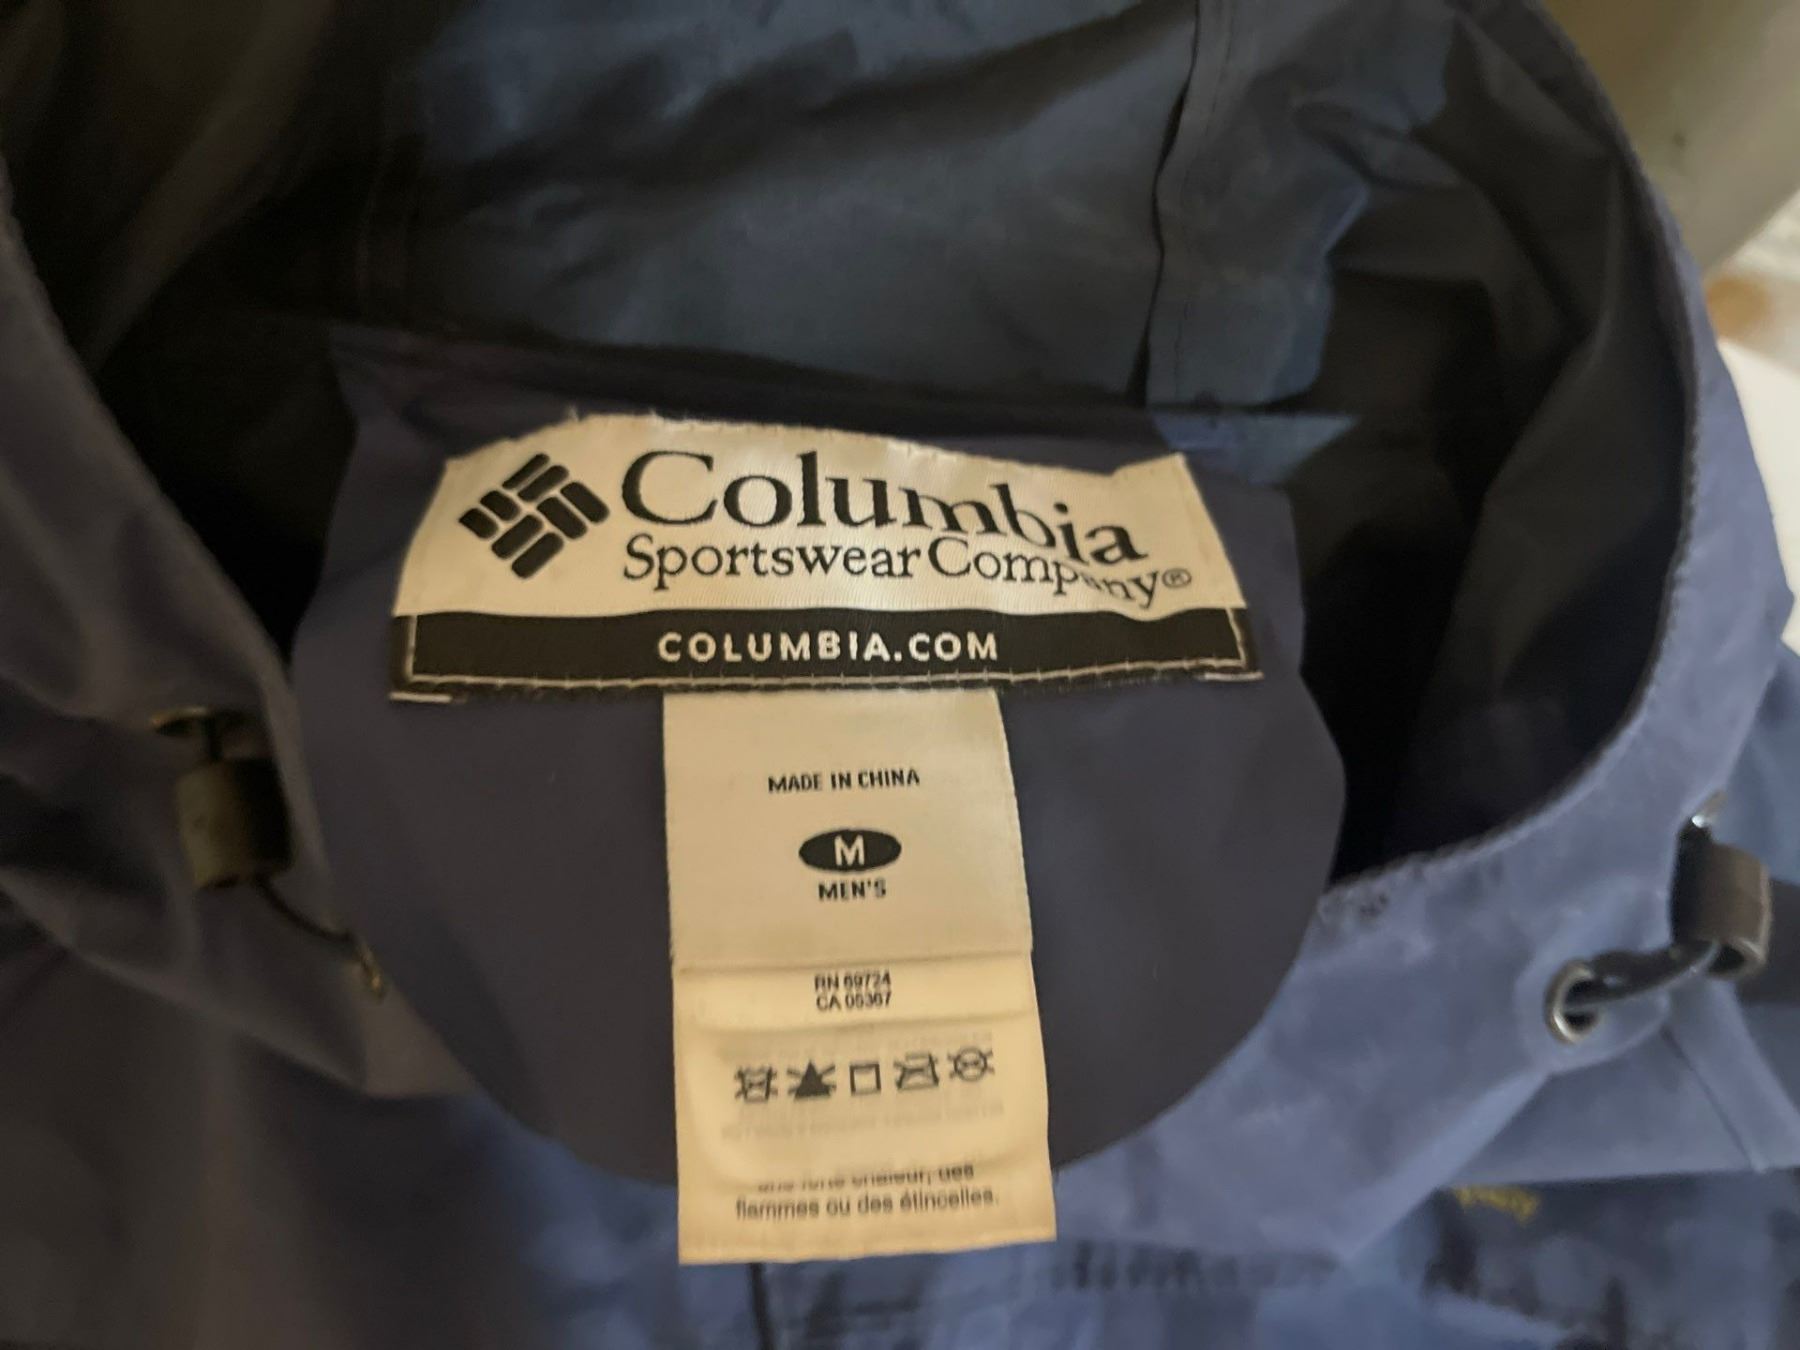 Columbia
Sportswear Company®
COLUMBIA.COM
MADE IN CHINA
M
MEN'S
RN 69724
CA 05367
flammes ou des étincelles.